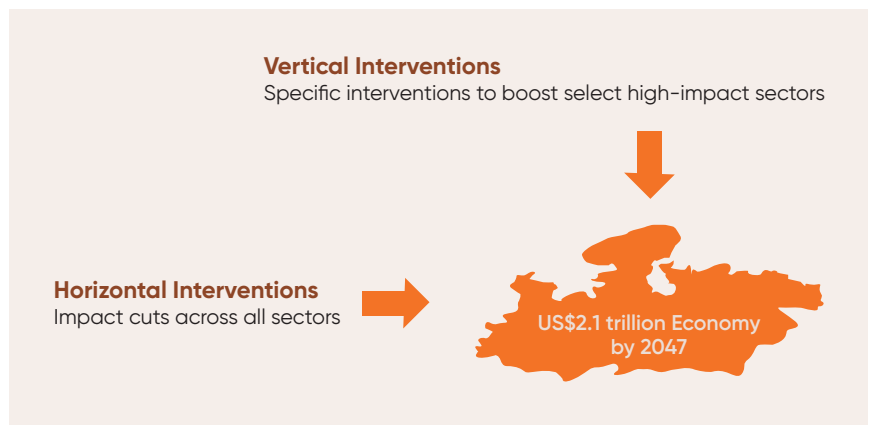 Vertical Interventions
Specific interventions to boost select high-impact sectors
Horizontal Interventions
Impact cuts across all sectors
US$2.1 trillion Economy
by 2047